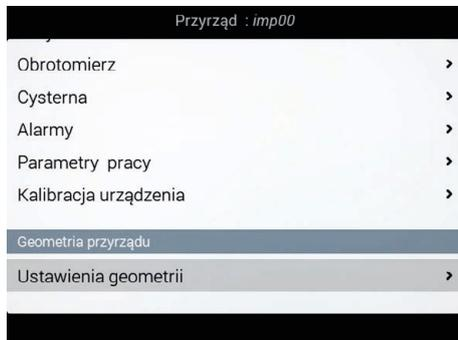 Przyrząd : imp00
Obrotomierz
Cysterna
Alarmy
Parametry pracy
Kalibracja urządzenia
Geometria przyrządu
Ustawienia geometrii